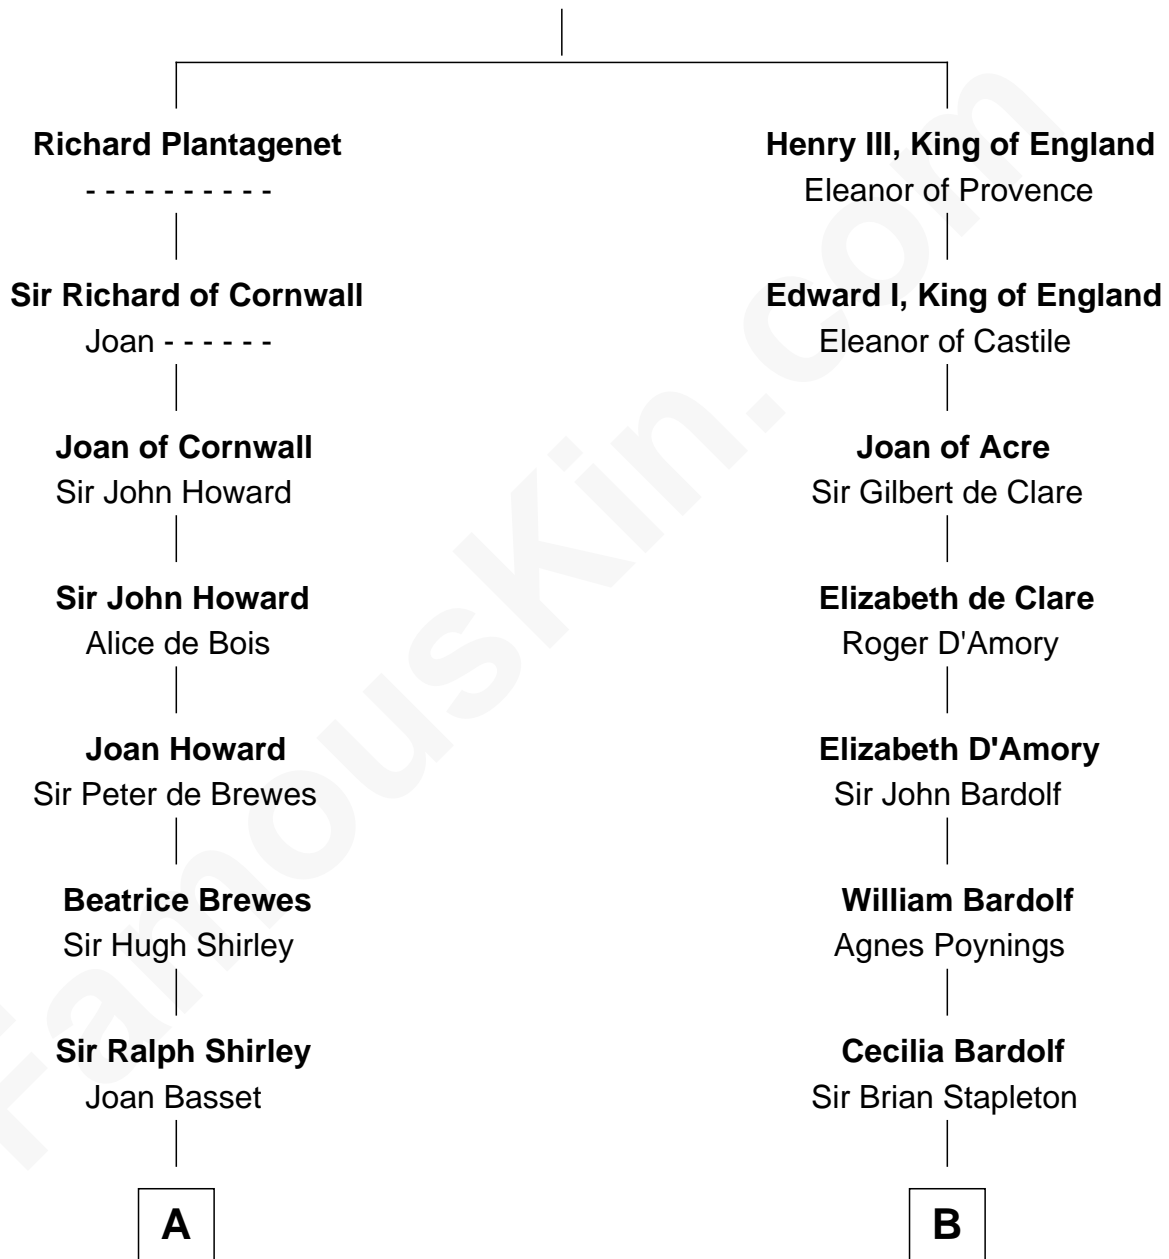 Richard Plantagenet
- - - - - - - - - -
Sir Richard of Cornwall
Joan - - - - - -
Joan of Cornwall
Sir John Howard
Sir John Howard
Alice de Bois
Joan Howard
Sir Peter de Brewes
Beatrice Brewes
Sir Hugh Shirley
Sir Ralph Shirley
Joan Basset
A
Henry III, King of England
Eleanor of Provence
Edward I, King of England
Eleanor of Castile
Joan of Acre
Sir Gilbert de Clare
Elizabeth de Clare
Roger D'Amory
Elizabeth D'Amory
Sir John Bardolf
William Bardolf
Agnes Poynings
Cecilia Bardolf
Sir Brian Stapleton
B
FamousKin.com